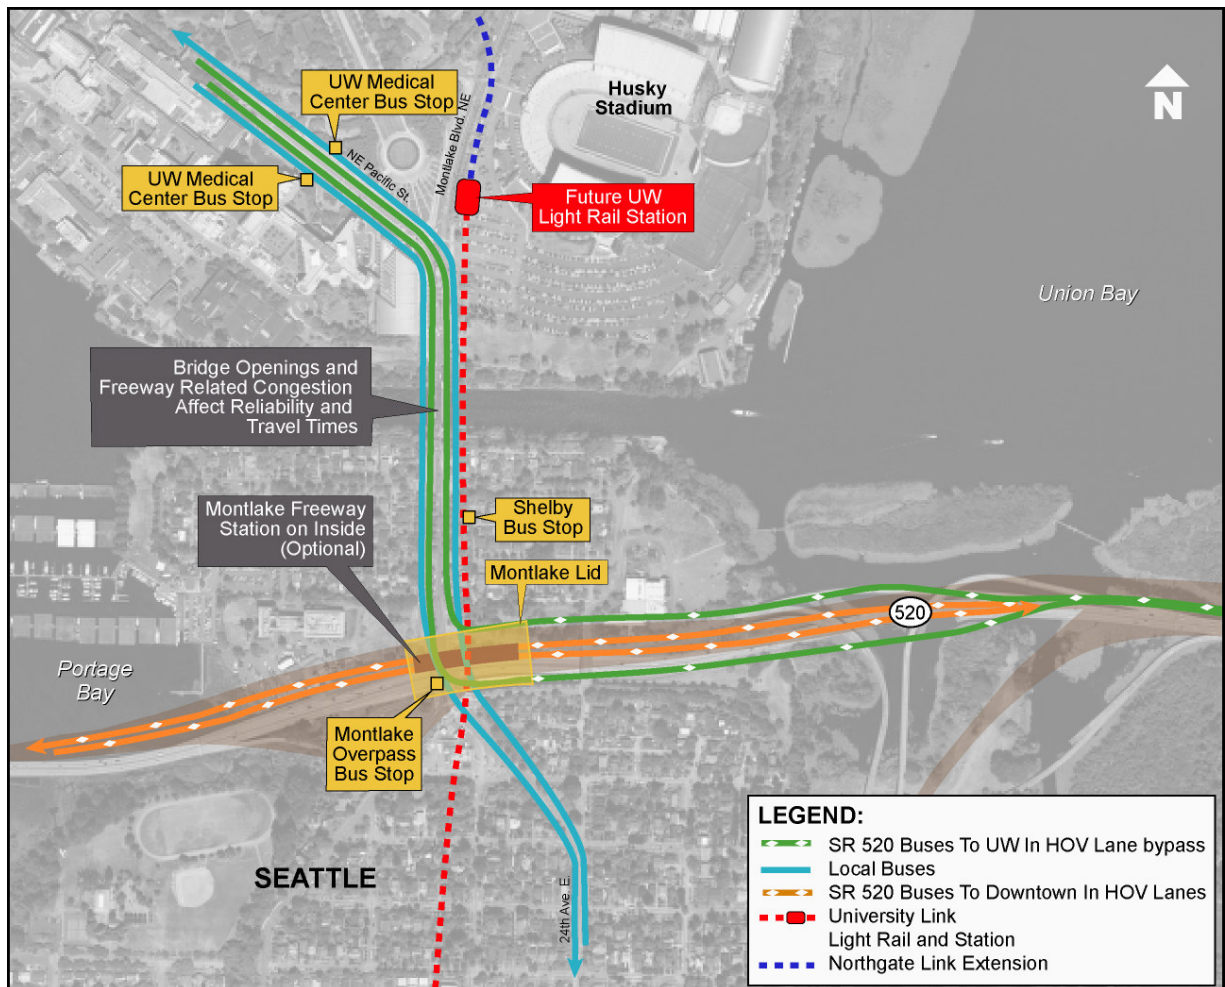 UW Medical
Center Bus Stop
Husky
Stadium
N
Montlake Blvd. NE
NE Pacific St.
UW Medical
Center Bus Stop
Future UW
Light Rail Station
Union Bay
Bridge Openings and
Freeway Related Congestion
Affect Reliability and
Travel Times
Montlake Freeway
Station on Inside
(Optional)
Shelby
Bus Stop
Montlake Lid
520
Portage
Bay
Montlake
Overpass
Bus Stop
SEATTLE
24th Ave. E.
LEGEND:
SR 520 Buses To UW In HOV Lane bypass
Local Buses
SR 520 Buses To Downtown In HOV Lanes
University Link
Light Rail and Station
Northgate Link Extension